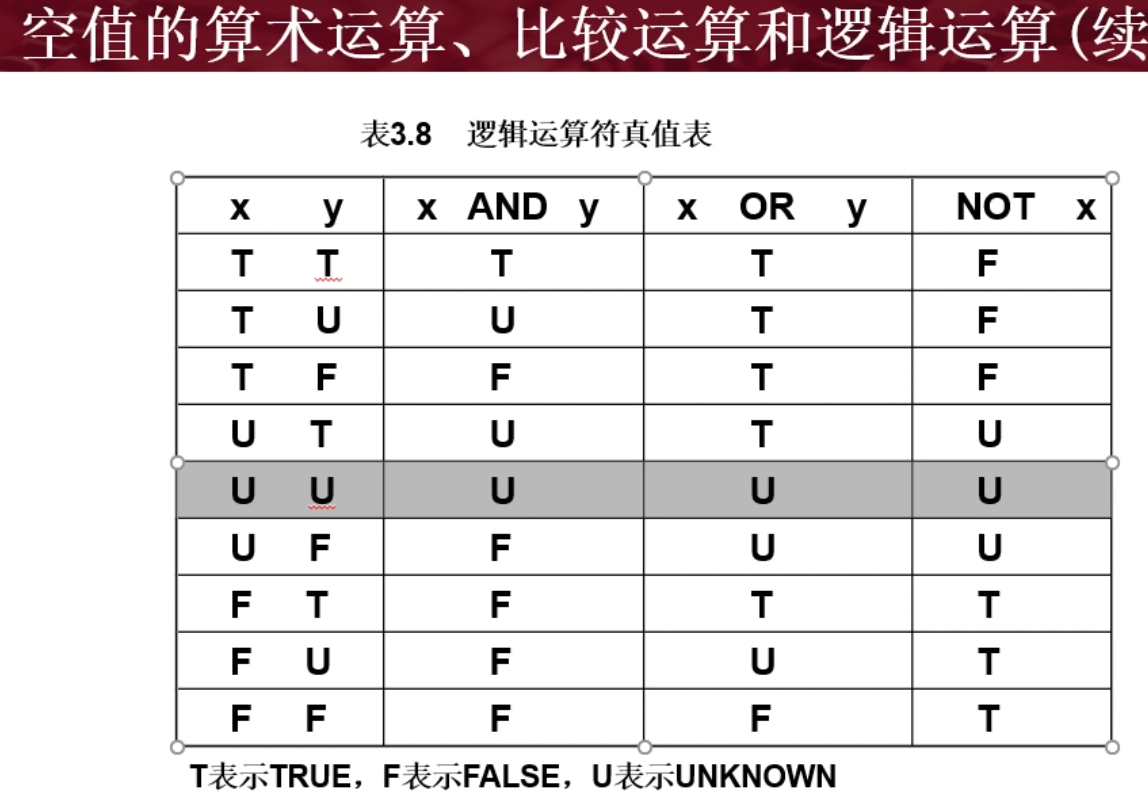 空值的算术运算、比较运算和逻辑运算(续
表3.8 逻辑运算符真值表
x y x AND y x OR y NOT x
T T T T F
T U U T F
T F F T F
U T U T U
U U U U U
U F F U U
F T F T T
F U F U T
F F F F T
T表示TRUE，F表示FALSE，U表示UNKNOWN